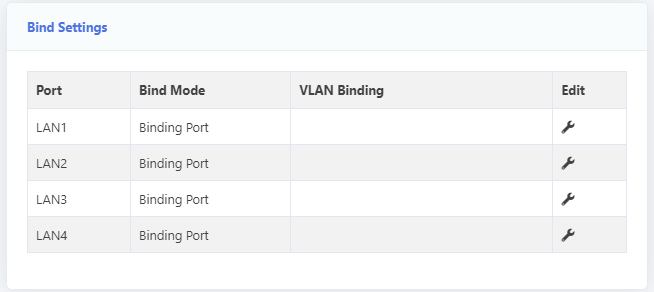 Bind Settings
Port Bind Mode VLAN Binding Edit
LAN1 Binding Port
LAN2 Binding Port
LAN3 Binding Port
LAN4 Binding Port